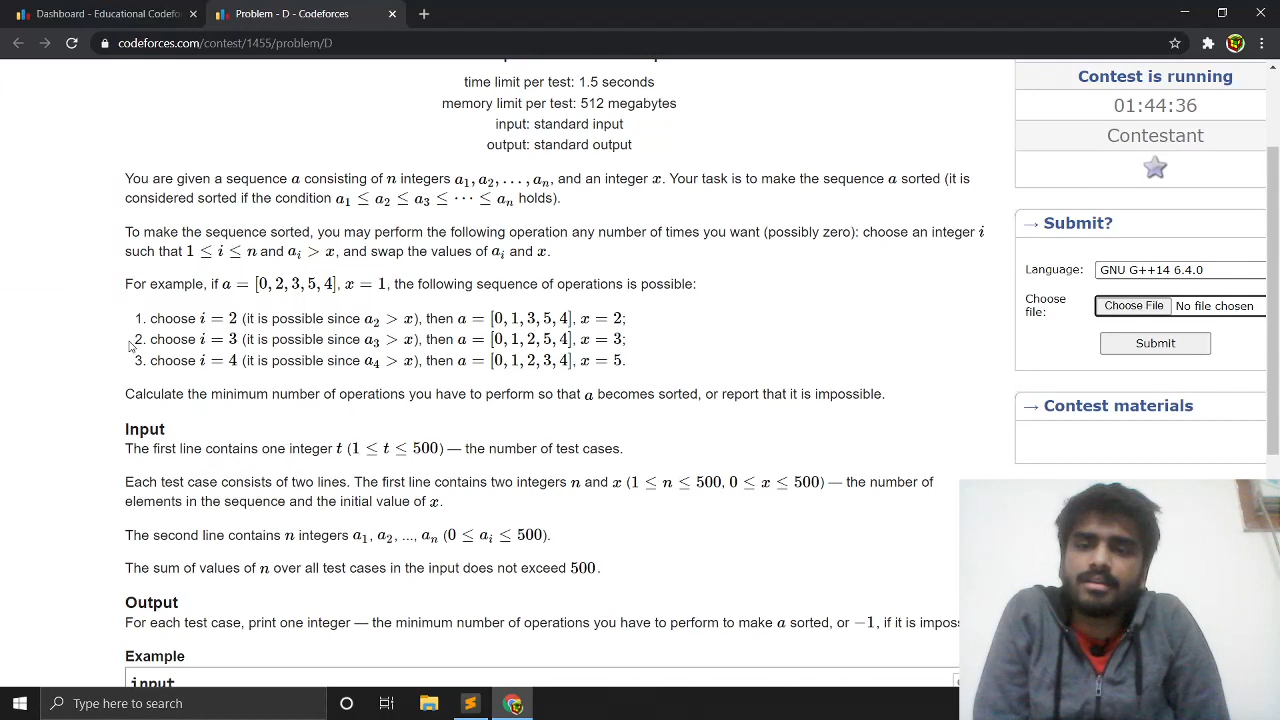 Dashboard - Educational Codefor
Problem - D - Codeforces
codeforces.com/contest/1455/problem/D
time limit per test: 1.5 seconds
memory limit per test: 512 megabytes
input: standard input
output: standard output
You are given a sequence a consisting of n integers a₁, a₂, …, aₙ, and an integer x. Your task is to make the sequence a sorted (it is
considered sorted if the condition a₁ ≤ a₂ ≤ a₃ ≤ ⋯ ≤ aₙ holds).
To make the sequence sorted, you may perform the following operation any number of times you want (possibly zero): choose an integer i
such that 1 ≤ i ≤ n and aᵢ > x, and swap the values of aᵢ and x.
For example, if a = [0, 2, 3, 5, 4], x = 1, the following sequence of operations is possible:
1. choose i = 2 (it is possible since a₂ > x), then a = [0, 1, 3, 5, 4], x = 2;
2. choose i = 3 (it is possible since a₃ > x), then a = [0, 1, 2, 5, 4], x = 3;
3. choose i = 4 (it is possible since a₄ > x), then a = [0, 1, 2, 3, 4], x = 5.
Calculate the minimum number of operations you have to perform so that a becomes sorted, or report that it is impossible.
Input
The first line contains one integer t (1 ≤ t ≤ 500) — the number of test cases.
Each test case consists of two lines. The first line contains two integers n and x (1 ≤ n ≤ 500, 0 ≤ x ≤ 500) — the number of
elements in the sequence and the initial value of x.
The second line contains n integers a₁, a₂, ..., aₙ (0 ≤ aᵢ ≤ 500).
The sum of values of n over all test cases in the input does not exceed 500.
Output
For each test case, print one integer — the minimum number of operations you have to perform to make a sorted, or −1, if it is impos
Example
input
Contest is running
01:44:36
Contestant
→ Submit?
Language:
GNU G++14 6.4.0
Choose
file:
Choose File No file chosen
Submit
→ Contest materials
Type here to search